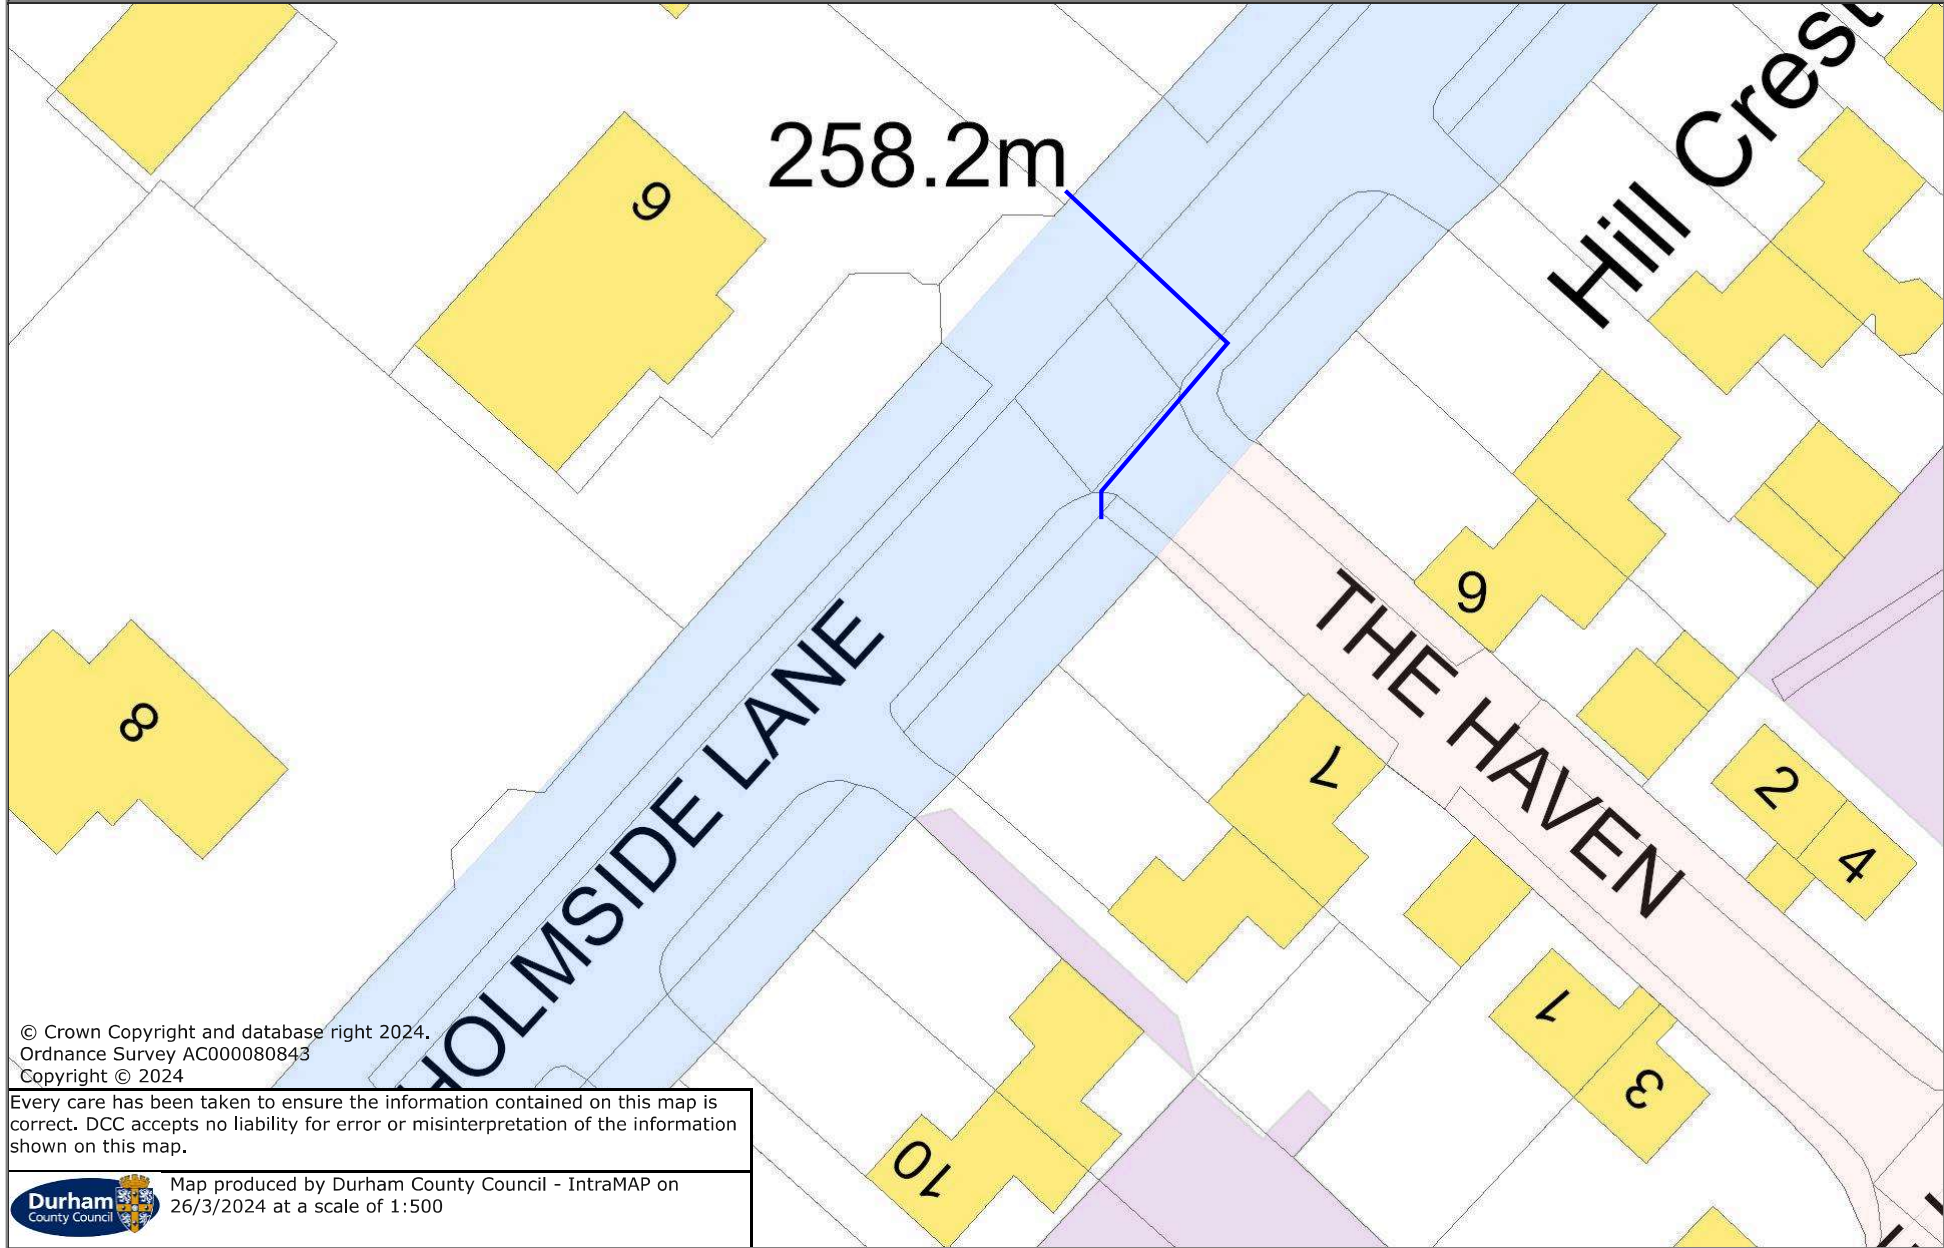 Hill Crest
258.2m
9
9
THE HAVEN
8
7
2
4
HOLMSIDE LANE
1
3
10
© Crown Copyright and database right 2024.
Ordnance Survey AC000080843
Copyright © 2024
Every care has been taken to ensure the information contained on this map is
correct. DCC accepts no liability for error or misinterpretation of the information
shown on this map.
Durham
County Council
Map produced by Durham County Council - IntraMAP on
26/3/2024 at a scale of 1:500